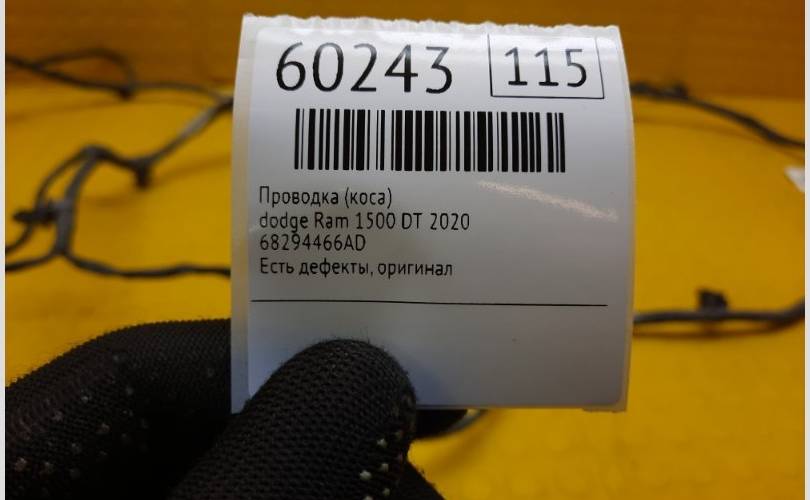 60243 115
Проводка (коса)
dodge Ram 1500 DT 2020
68294466AD
Есть дефекты, оригинал